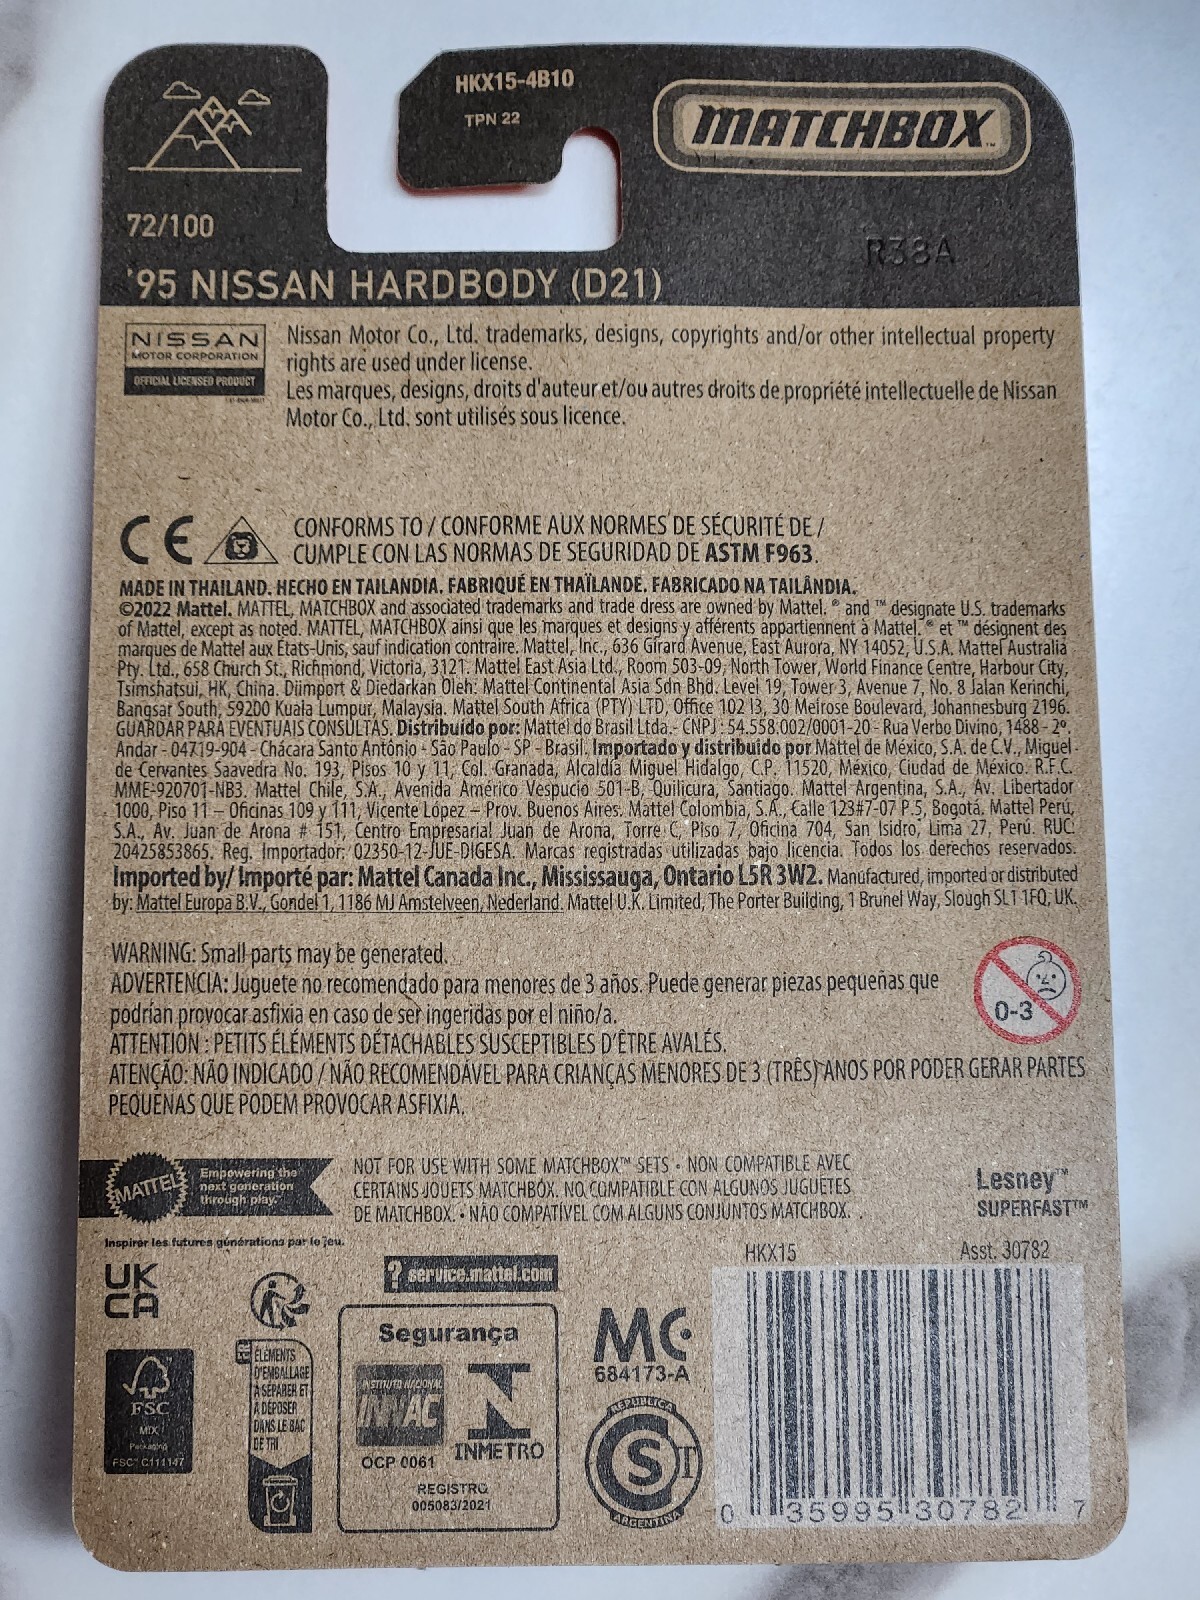 HKX15-4B10
TPN 22
MATCHBOX™
72/100
R38A
'95 NISSAN HARDBODY (D21)
NISSAN
MOTOR CORPORATION
OFFICIAL LICENSED PRODUCT
Nissan Motor Co., Ltd. trademarks, designs, copyrights and/or other intellectual property
rights are used under license.
Les marques, designs, droits d'auteur et/ou autres droits de propriété intellectuelle de Nissan
Motor Co., Ltd. sont utilisés sous licence.
CE
CONFORMS TO / CONFORME AUX NORMES DE SÉCURITÉ DE /
CUMPLE CON LAS NORMAS DE SEGURIDAD DE ASTM F963.
MADE IN THAILAND. HECHO EN TAILANDIA. FABRIQUÉ EN THAÏLANDE. FABRICADO NA TAILÂNDIA.
©2022 Mattel. MATTEL, MATCHBOX and associated trademarks and trade dress are owned by Mattel. ® and ™ designate U.S. trademarks
of Mattel, except as noted. MATTEL, MATCHBOX ainsi que les marques et designs y afférents appartiennent à Mattel. ® et ™ désignent des
marques de Mattel aux États-Unis, sauf indication contraire. Mattel, Inc., 636 Girard Avenue, East Aurora, NY 14052, U.S.A. Mattel Australia
Pty. Ltd., 658 Church St., Richmond, Victoria, 3121. Mattel East Asia Ltd., Room 503-09, North Tower, World Finance Centre, Harbour City,
Tsimshatsui, HK, China. Diimport & Diedarkan Oleh: Mattel Continental Asia Sdn Bhd. Level 19, Tower 3, Avenue 7, No. 8 Jalan Kerinchi,
Bangsar South, 59200 Kuala Lumpur, Malaysia. Mattel South Africa (PTY) LTD, Office 102 I3, 30 Melrose Boulevard, Johannesburg 2196.
GUARDAR PARA EVENTUAIS CONSULTAS. Distribuído por: Mattel do Brasil Ltda.- CNPJ : 54.558.002/0001-20 - Rua Verbo Divino, 1488 - 2º.
Andar - 04719-904 - Chácara Santo Antônio - São Paulo - SP - Brasil. Importado y distribuido por Mattel de México, S.A. de C.V., Miguel
de Cervantes Saavedra No. 193, Pisos 10 y 11, Col. Granada, Alcaldía Miguel Hidalgo, C.P. 11520, México, Ciudad de México. R.F.C.
MME-920701-NB3. Mattel Chile, S.A., Avenida Américo Vespucio 501-B, Quilicura, Santiago. Mattel Argentina, S.A., Av. Libertador
1000, Piso 11 – Oficinas 109 y 111, Vicente López – Prov. Buenos Aires. Mattel Colombia, S.A., Calle 123#7-07 P.5, Bogotá. Mattel Perú,
S.A., Av. Juan de Arona # 151, Centro Empresarial Juan de Arona, Torre C, Piso 7, Oficina 704, San Isidro, Lima 27, Perú. RUC:
20425853865. Reg. Importador: 02350-12-JUE-DIGESA. Marcas registradas utilizadas bajo licencia. Todos los derechos reservados.
Imported by/ Importé par: Mattel Canada Inc., Mississauga, Ontario L5R 3W2. Manufactured, imported or distributed
by: Mattel Europa B.V., Gondel 1, 1186 MJ Amstelveen, Nederland. Mattel U.K. Limited, The Porter Building, 1 Brunel Way, Slough SL1 1FQ, UK.
WARNING: Small parts may be generated.
ADVERTENCIA: Juguete no recomendado para menores de 3 años. Puede generar piezas pequeñas que
podrían provocar asfixia en caso de ser ingeridas por el niño/a.
ATTENTION : PETITS ÉLÉMENTS DÉTACHABLES SUSCEPTIBLES D'ÊTRE AVALÉS.
ATENÇÃO: NÃO INDICADO / NÃO RECOMENDÁVEL PARA CRIANÇAS MENORES DE 3 (TRÊS) ANOS POR PODER GERAR PARTES
PEQUENAS QUE PODEM PROVOCAR ASFIXIA.
0-3
MATTEL
Empowering the
next generation
through play.™
Inspirer les futures générations par le jeu.
NOT FOR USE WITH SOME MATCHBOX™ SETS • NON COMPATIBLE AVEC
CERTAINS JOUETS MATCHBOX. NO COMPATIBLE CON ALGUNOS JUGUETES
DE MATCHBOX. • NÃO COMPATÍVEL COM ALGUNS CONJUNTOS MATCHBOX.
Lesney™
SUPERFAST™
HKX15
Asst. 30782
UK
CA
? service.mattel.com
FSC
MIX
Packaging
FSC™ C111147
FR
ÉLÉMENTS
D'EMBALLAGE
À SÉPARER ET
À DÉPOSER
DANS LE BAC
DE TRI
Segurança
INSTITUTO NACIONAL
INNAC
OCP 0061
INMETRO
REGISTRO
005083/2021
MC
684173-A
REPUBLICA
S
ARGENTINA
0 35995 30782 7